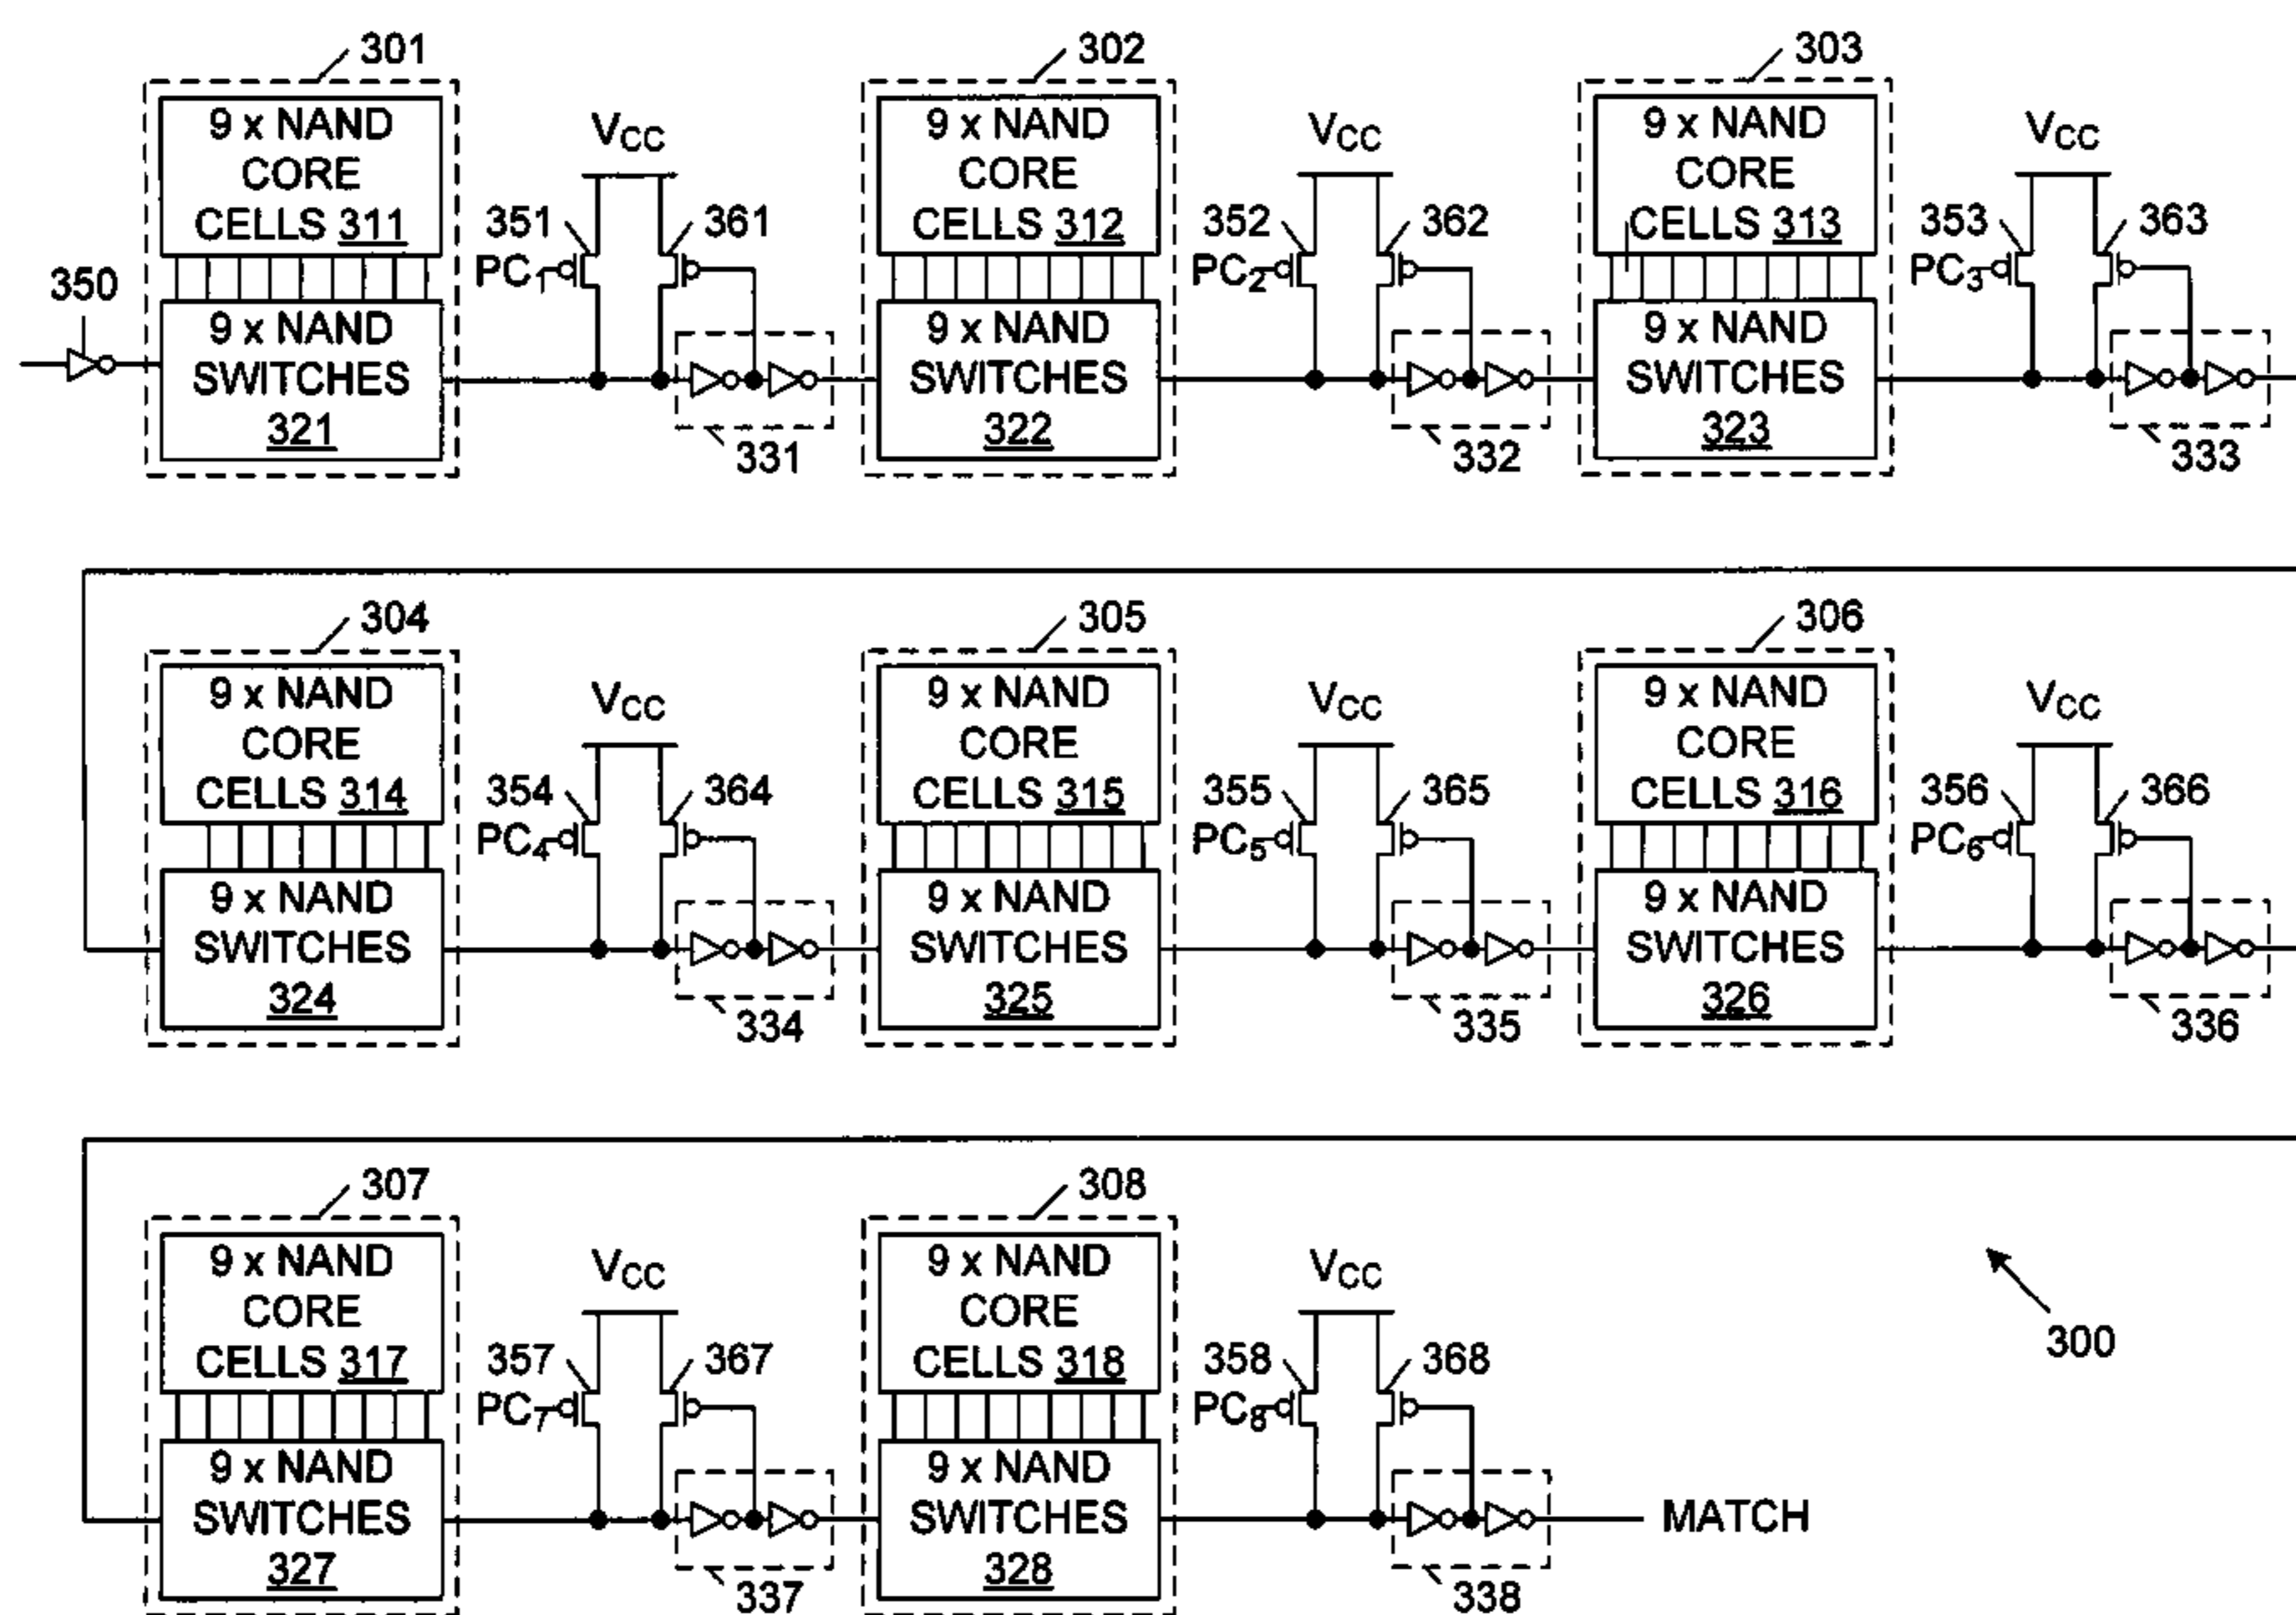 301
302
303
9 x NAND
CORE
CELLS 311
9 x NAND
SWITCHES
321
350
VCC
351
361
PC1
331
9 x NAND
CORE
CELLS 312
9 x NAND
SWITCHES
322
VCC
352
362
PC2
332
9 x NAND
CORE
CELLS 313
9 x NAND
SWITCHES
323
VCC
353
363
PC3
333
304
305
306
9 x NAND
CORE
CELLS 314
9 x NAND
SWITCHES
324
VCC
354
364
PC4
334
9 x NAND
CORE
CELLS 315
9 x NAND
SWITCHES
325
VCC
355
365
PC5
335
9 x NAND
CORE
CELLS 316
9 x NAND
SWITCHES
326
VCC
356
366
PC6
336
307
308
9 x NAND
CORE
CELLS 317
9 x NAND
SWITCHES
327
VCC
357
367
PC7
337
9 x NAND
CORE
CELLS 318
9 x NAND
SWITCHES
328
VCC
358
368
PC8
338
MATCH
300